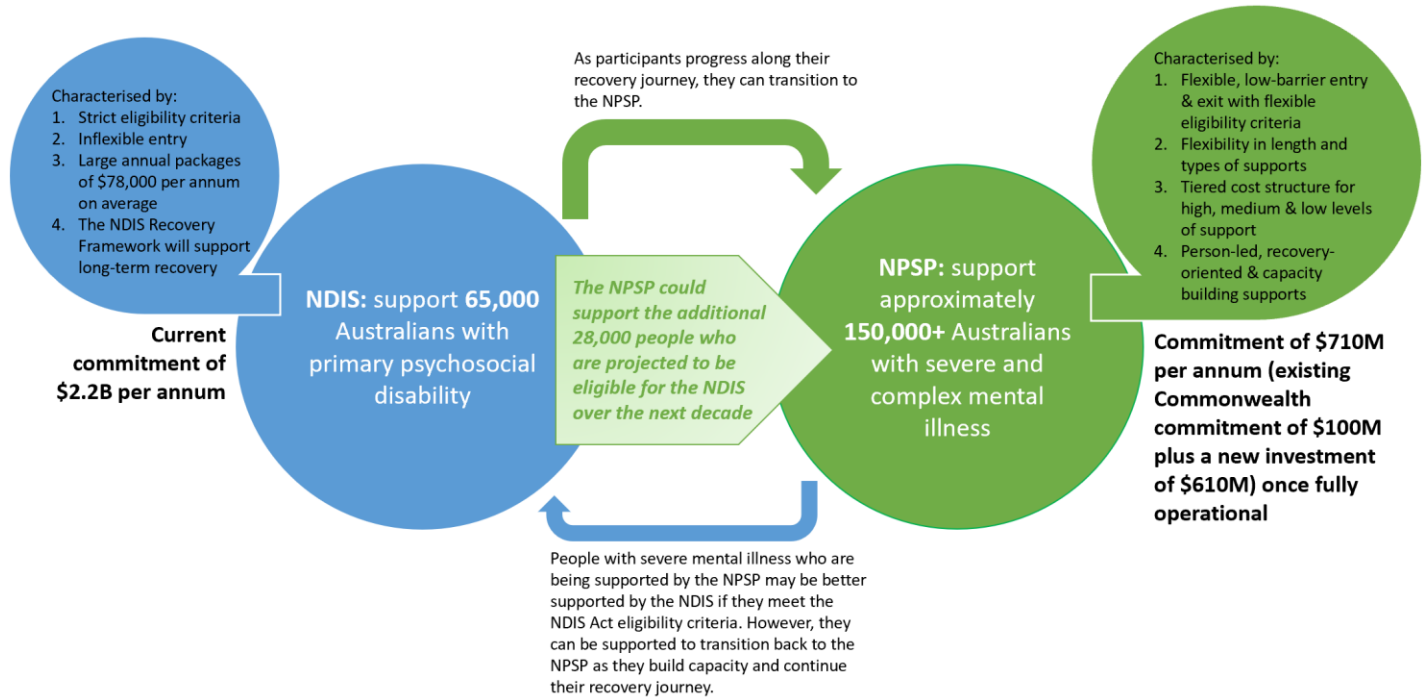 Characterised by:
1. Strict eligibility criteria
2. Inflexible entry
3. Large annual packages
of $78,000 per annum
on average
4. The NDIS Recovery
Framework will support
long-term recovery
Current
commitment of
$2.2B per annum
NDIS: support 65,000
Australians with
primary psychosocial
disability
As participants progress along their
recovery journey, they can transition to
the NPSP.
The NPSP could
support the additional
28,000 people who
are projected to be
eligible for the NDIS
over the next decade
People with severe mental illness who are
being supported by the NPSP may be better
supported by the NDIS if they meet the
NDIS Act eligibility criteria. However, they
can be supported to transition back to the
NPSP as they build capacity and continue
their recovery journey.
NPSP: support
approximately
150,000+ Australians
with severe and
complex mental
illness
Characterised by:
1. Flexible, low-barrier entry
& exit with flexible
eligibility criteria
2. Flexibility in length and
types of supports
3. Tiered cost structure for
high, medium & low levels
of support
4. Person-led, recovery-
oriented & capacity
building supports
Commitment of $710M
per annum (existing
Commonwealth
commitment of $100M
plus a new investment
of $610M) once fully
operational